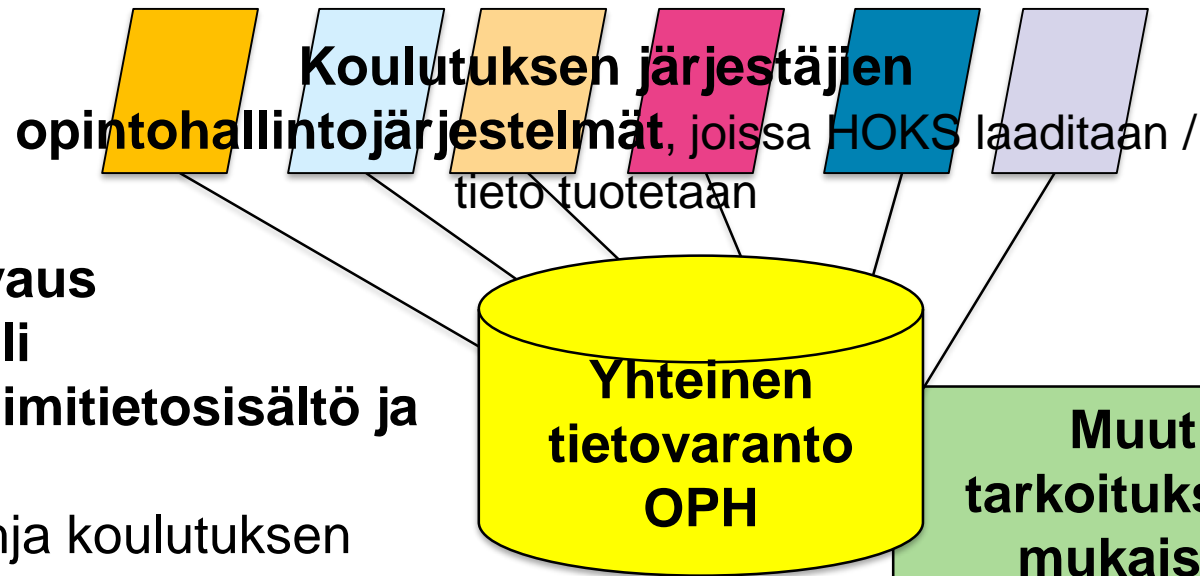 Koulutuksen järjestäjien
opintohallintojärjestelmät, joissa HOKS laaditaan /
tieto tuotetaan
vaus
li
imitietosisältö ja
nja koulutuksen
Yhteinen
tietovaranto
OPH
Muut
tarkoituks
mukais